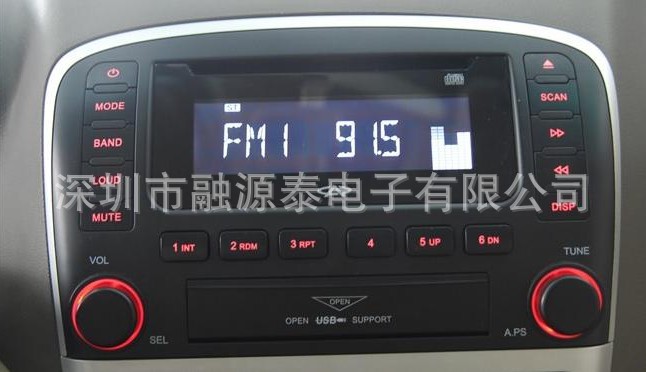 MODE
BAND
LOUD
MUTE
VOL
SEL
ST
FM1 91.5
SCAN
DISP
TUNE
A.PS
深圳市融源泰电子有限公司
1 INT 2 RDM 3 RPT 4 5 UP 6 DN
OPEN
OPEN USB SUPPORT